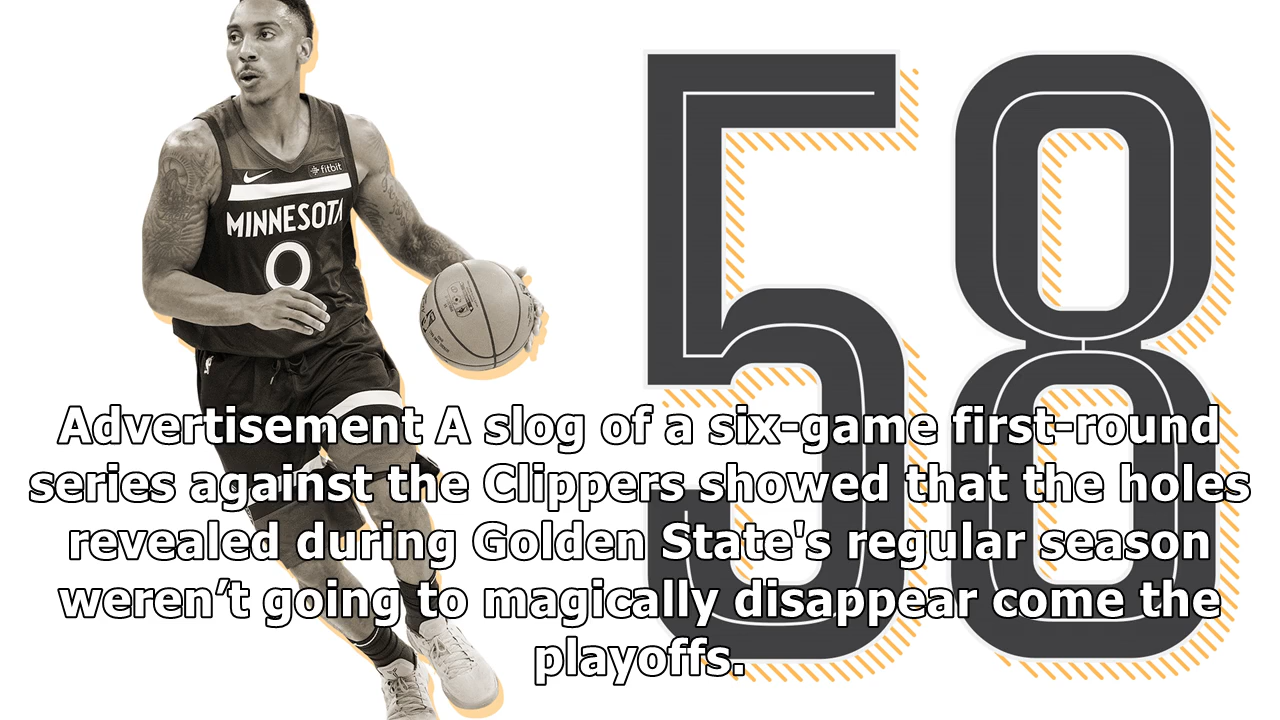 fitbit
MINNESOTA
0
58
Advertisement A slog of a six-game first-round
series against the Clippers showed that the holes
revealed during Golden State's regular season
weren’t going to magically disappear come the
playoffs.